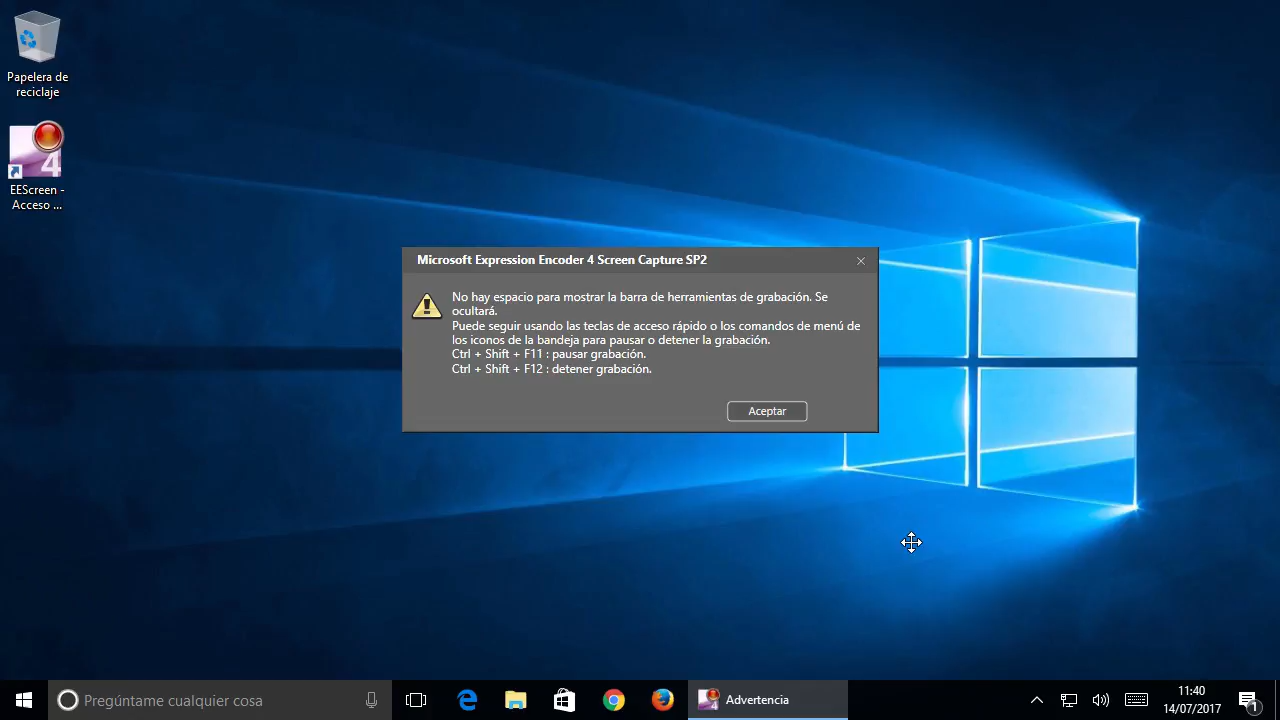 Papelera de
reciclaje
4
EEScreen -
Acceso ...
Microsoft Expression Encoder 4 Screen Capture SP2
No hay espacio para mostrar la barra de herramientas de grabación. Se
ocultará.
Puede seguir usando las teclas de acceso rápido o los comandos de menú de
los iconos de la bandeja para pausar o detener la grabación.
Ctrl + Shift + F11 : pausar grabación.
Ctrl + Shift + F12 : detener grabación.
Aceptar
Pregúntame cualquier cosa
4
Advertencia
11:40
14/07/2017
1